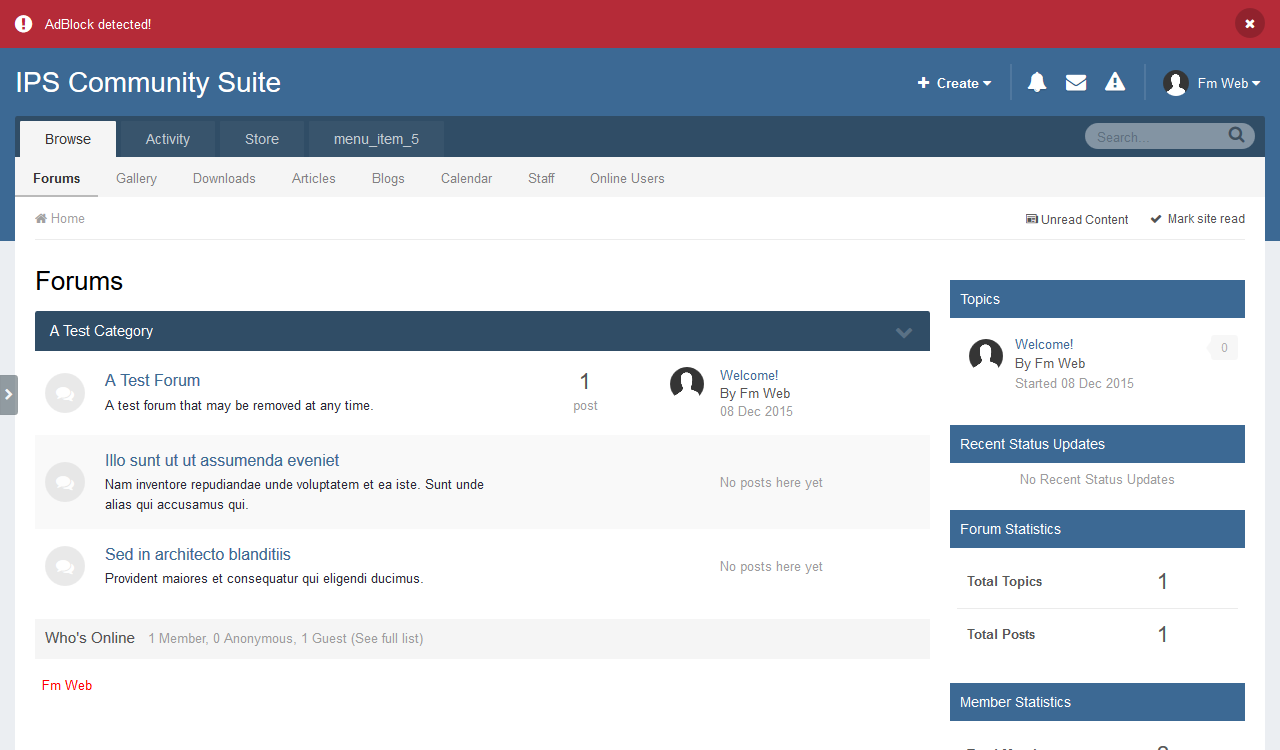 AdBlock detected!
IPS Community Suite
Create
Fm Web
Browse
Activity
Store
menu_item_5
Search...
Forums
Gallery
Downloads
Articles
Blogs
Calendar
Staff
Online Users
Home
Unread Content
Mark site read
Forums
A Test Category
A Test Forum
A test forum that may be removed at any time.
1
post
Welcome!
By Fm Web
08 Dec 2015
Illo sunt ut ut assumenda eveniet
Nam inventore repudiandae unde voluptatem et ea iste. Sunt unde
alias qui accusamus qui.
No posts here yet
Sed in architecto blanditiis
Provident maiores et consequatur qui eligendi ducimus.
No posts here yet
Who's Online 1 Member, 0 Anonymous, 1 Guest (See full list)
Fm Web
Topics
Welcome!
0
By Fm Web
Started 08 Dec 2015
Recent Status Updates
No Recent Status Updates
Forum Statistics
Total Topics 1
Total Posts 1
Member Statistics